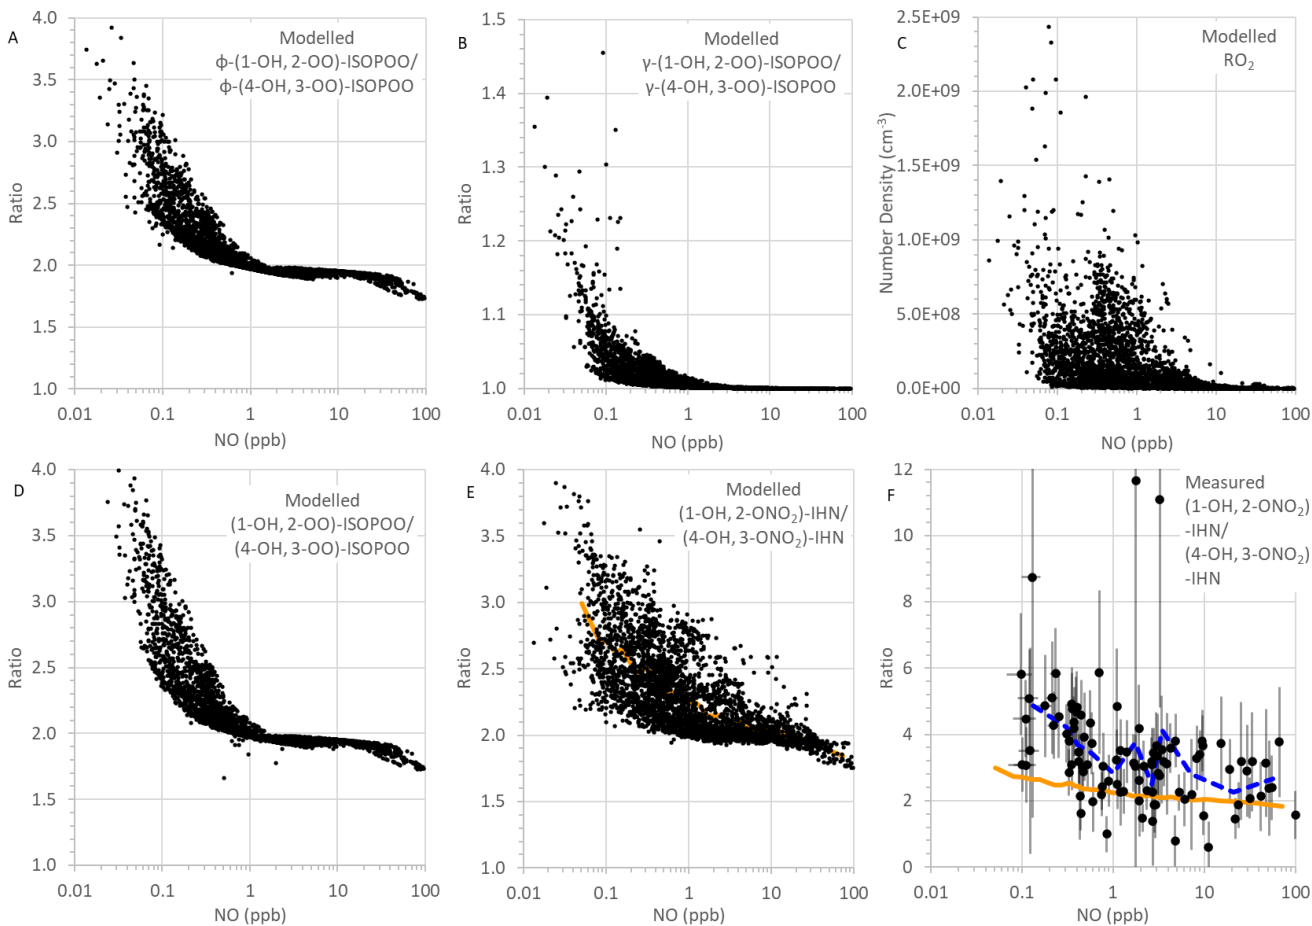 A
Modelled
ϕ-(1-OH, 2-OO)-ISOPOO/
ϕ-(4-OH, 3-OO)-ISOPOO
4.0
3.5
3.0
2.5
2.0
1.5
1.0
Ratio
0.01
0.1
1
10
100
NO (ppb)
B
Modelled
γ-(1-OH, 2-OO)-ISOPOO/
γ-(4-OH, 3-OO)-ISOPOO
1.5
1.4
1.3
1.2
1.1
1.0
Ratio
0.01
0.1
1
10
100
NO (ppb)
C
Modelled
RO₂
2.5E+09
2.0E+09
1.5E+09
1.0E+09
5.0E+08
0.0E+00
Number Density (cm⁻³)
0.01
0.1
1
10
100
NO (ppb)
D
Modelled
(1-OH, 2-OO)-ISOPOO/
(4-OH, 3-OO)-ISOPOO
4.0
3.5
3.0
2.5
2.0
1.5
1.0
Ratio
0.01
0.1
1
10
100
NO (ppb)
E
Modelled
(1-OH, 2-ONO₂)-IHN/
(4-OH, 3-ONO₂)-IHN
4.0
3.5
3.0
2.5
2.0
1.5
1.0
Ratio
0.01
0.1
1
10
100
NO (ppb)
F
Measured
(1-OH, 2-ONO₂)
-IHN/
(4-OH, 3-ONO₂)
-IHN
12
10
8
6
4
2
0
Ratio
0.01
0.1
1
10
100
NO (ppb)